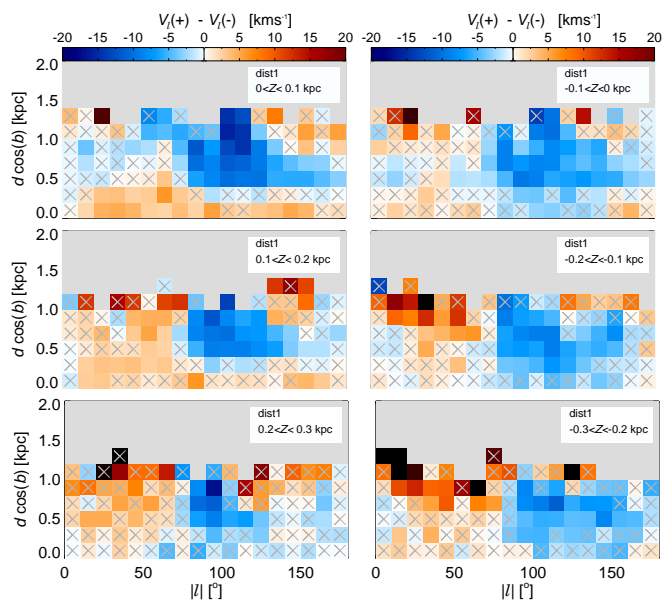 V_l(+) - V_l(-) [kms⁻¹] V_l(+) - V_l(-) [kms⁻¹]
-20 -15 -10 -5 0 5 10 15 20 -20 -15 -10 -5 0 5 10 15 20
2.0
1.5
1.0
0.5
0.0
d cos(b) [kpc]
dist1
0<Z< 0.1 kpc
dist1
-0.1<Z<0 kpc
2.0
1.5
1.0
0.5
0.0
d cos(b) [kpc]
dist1
0.1<Z< 0.2 kpc
dist1
-0.2<Z<-0.1 kpc
2.0
1.5
1.0
0.5
0.0
d cos(b) [kpc]
dist1
0.2<Z< 0.3 kpc
dist1
-0.3<Z<-0.2 kpc
0 50 100 150 0 50 100 150
|l| [°] |l| [°]